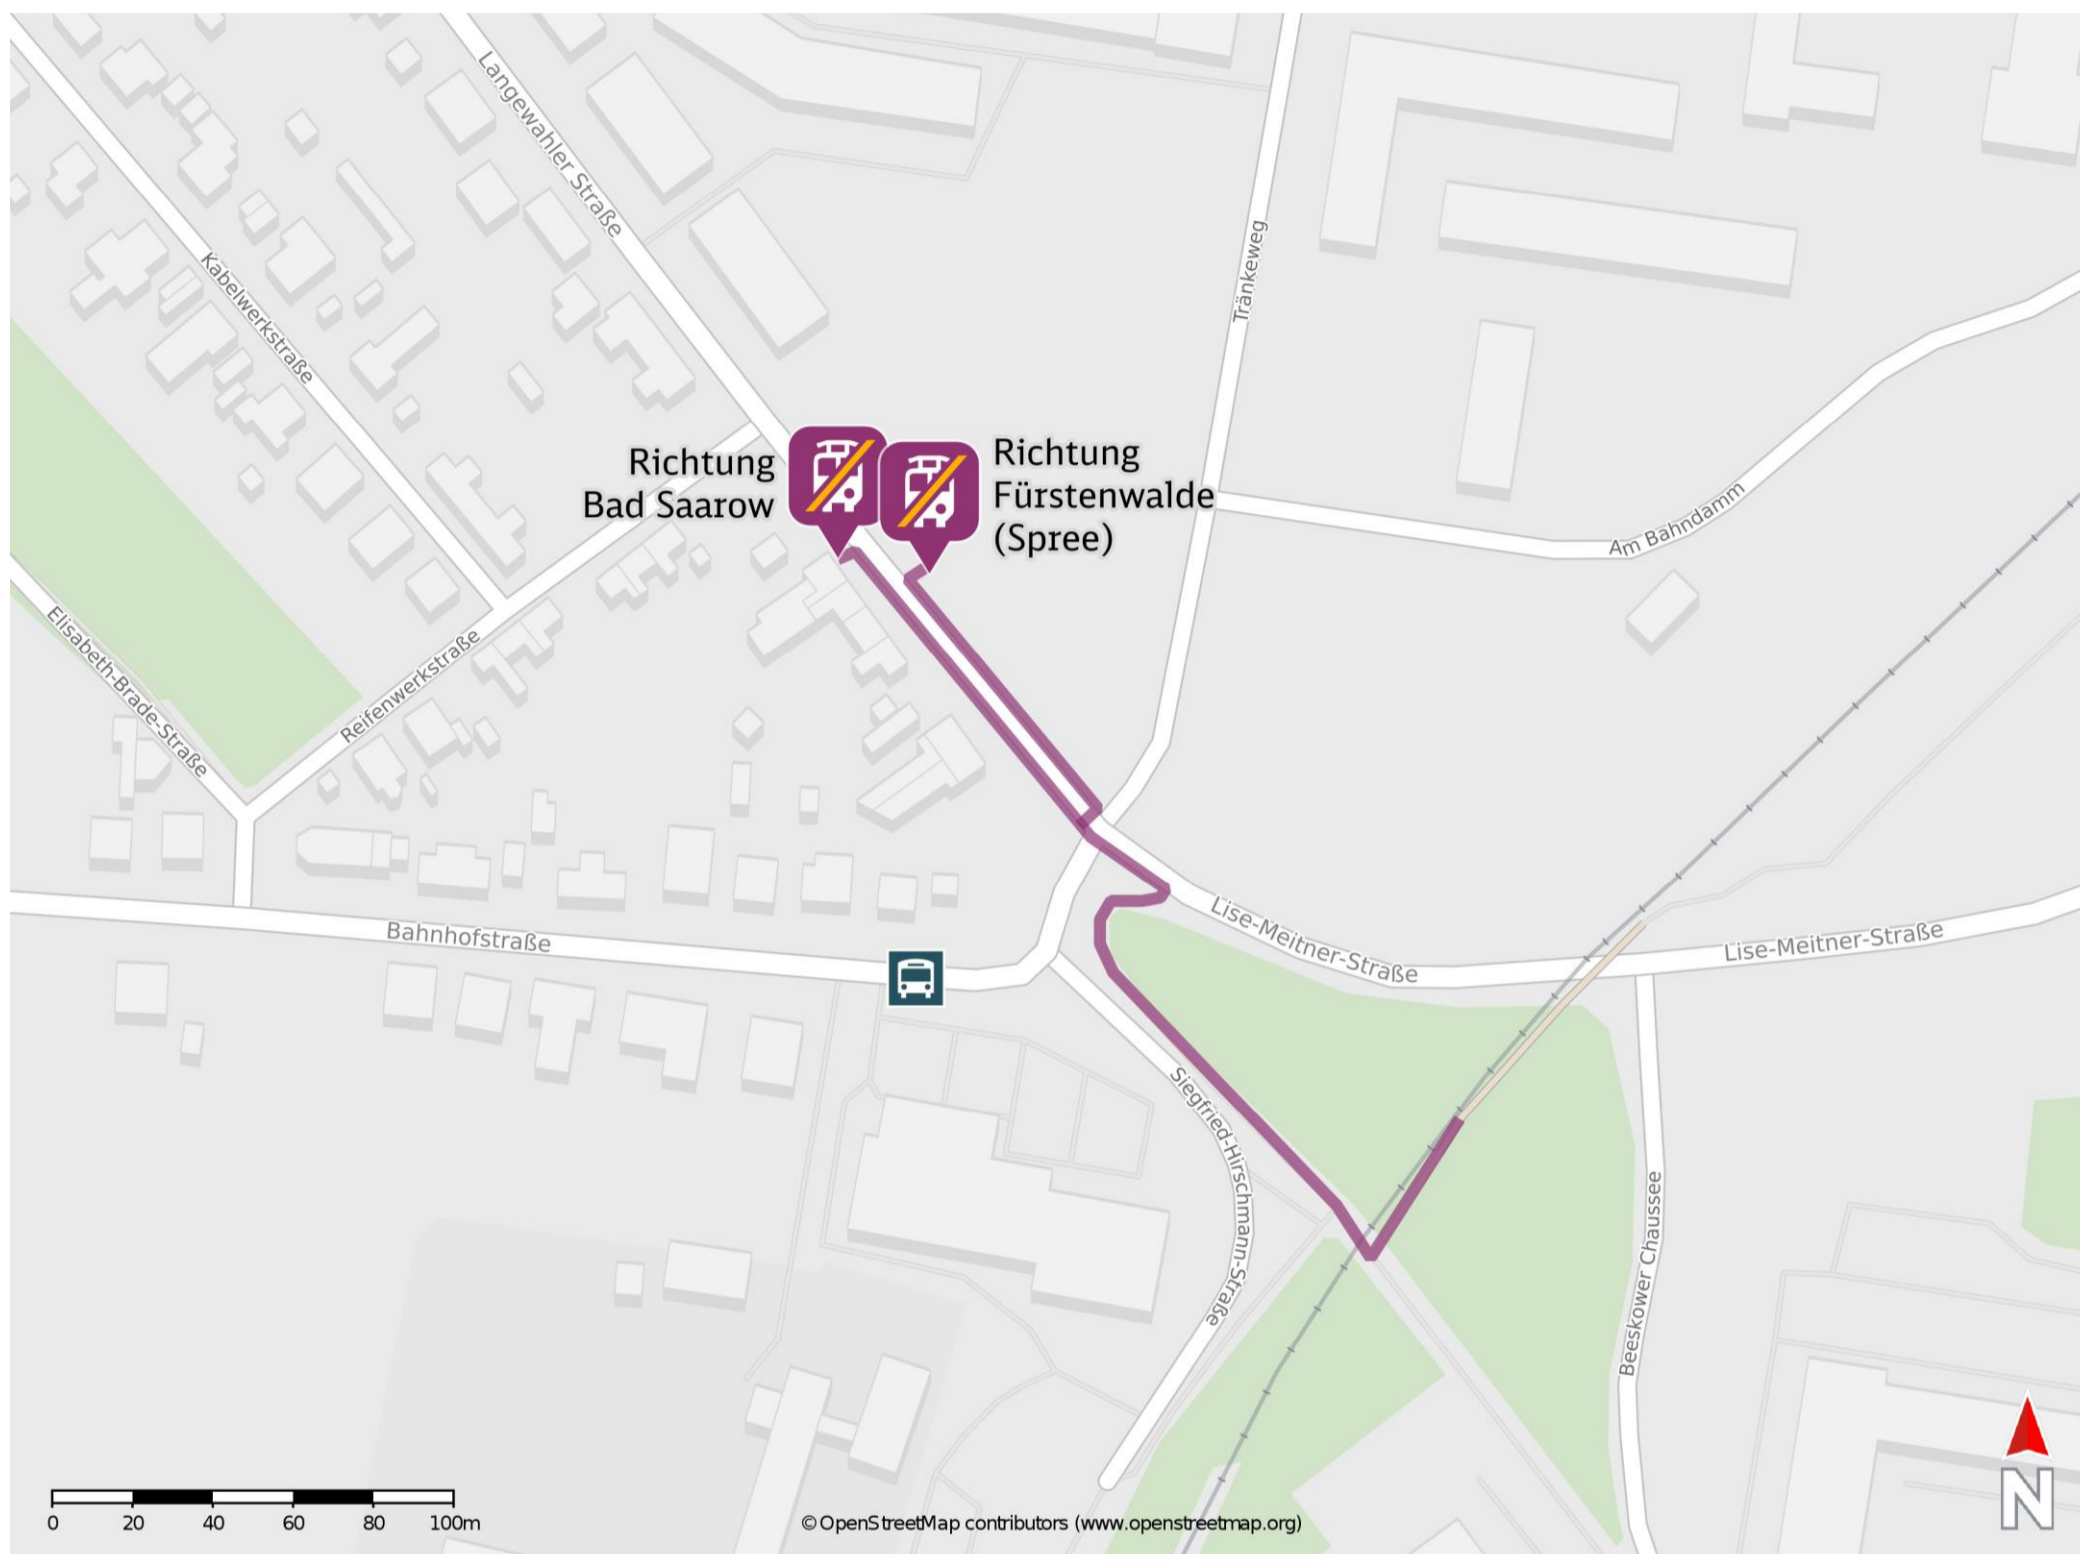 Langewahler Straße
Tränkeweg
Kabelwerkstraße
Richtung
Bad Saarow
Richtung
Fürstenwalde
(Spree)
Am Bahndamm
Elisabeth-Brade-Straße
Reifenwerkstraße
Bahnhofstraße
Lise-Meitner-Straße
Lise-Meitner-Straße
Siegfried-Hirschmann-Straße
Beeskower Chaussee
N
0 20 40 60 80 100m
© OpenStreetMap contributors (www.openstreetmap.org)